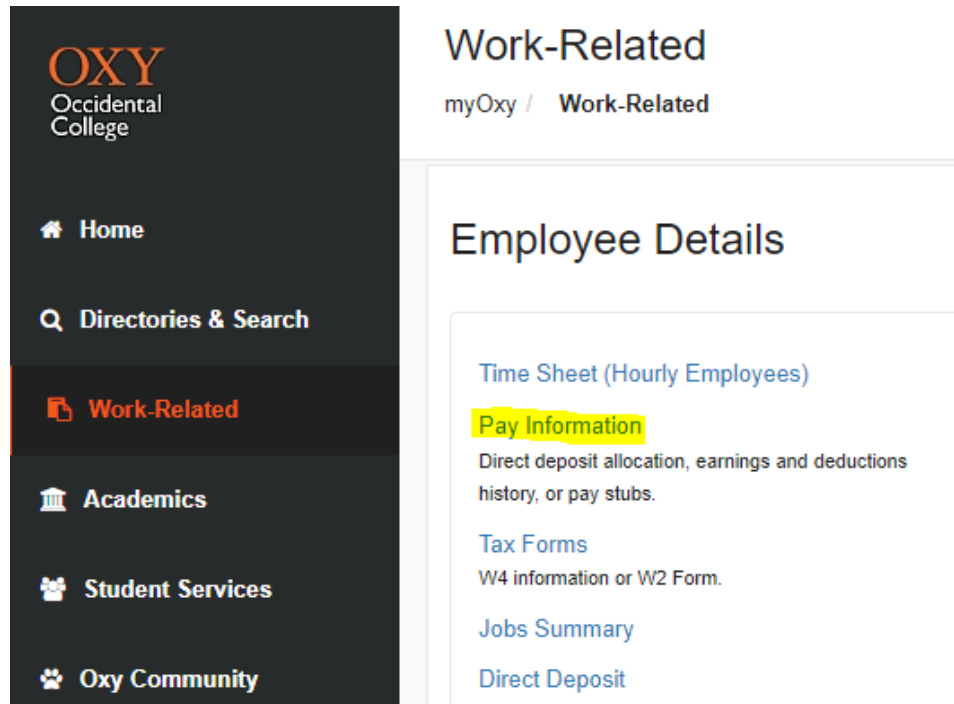 OXY
Occidental
College
Home
Directories & Search
Work-Related
Academics
Student Services
Oxy Community
Work-Related
myOxy / Work-Related
Employee Details
Time Sheet (Hourly Employees)
Pay Information
Direct deposit allocation, earnings and deductions
history, or pay stubs.
Tax Forms
W4 information or W2 Form.
Jobs Summary
Direct Deposit